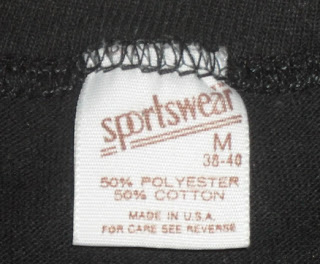 sportswear
M
38-40
50% POLYESTER
50% COTTON
MADE IN U.S.A.
FOR CARE SEE REVERSE